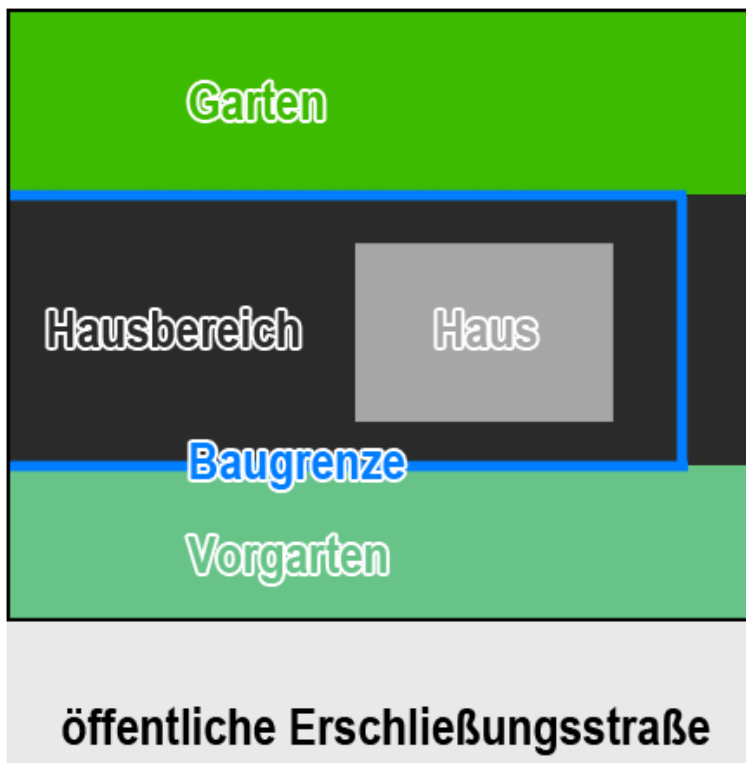 Garten
Hausbereich
Haus
Baugrenze
Vorgarten
öffentliche Erschließungsstraße